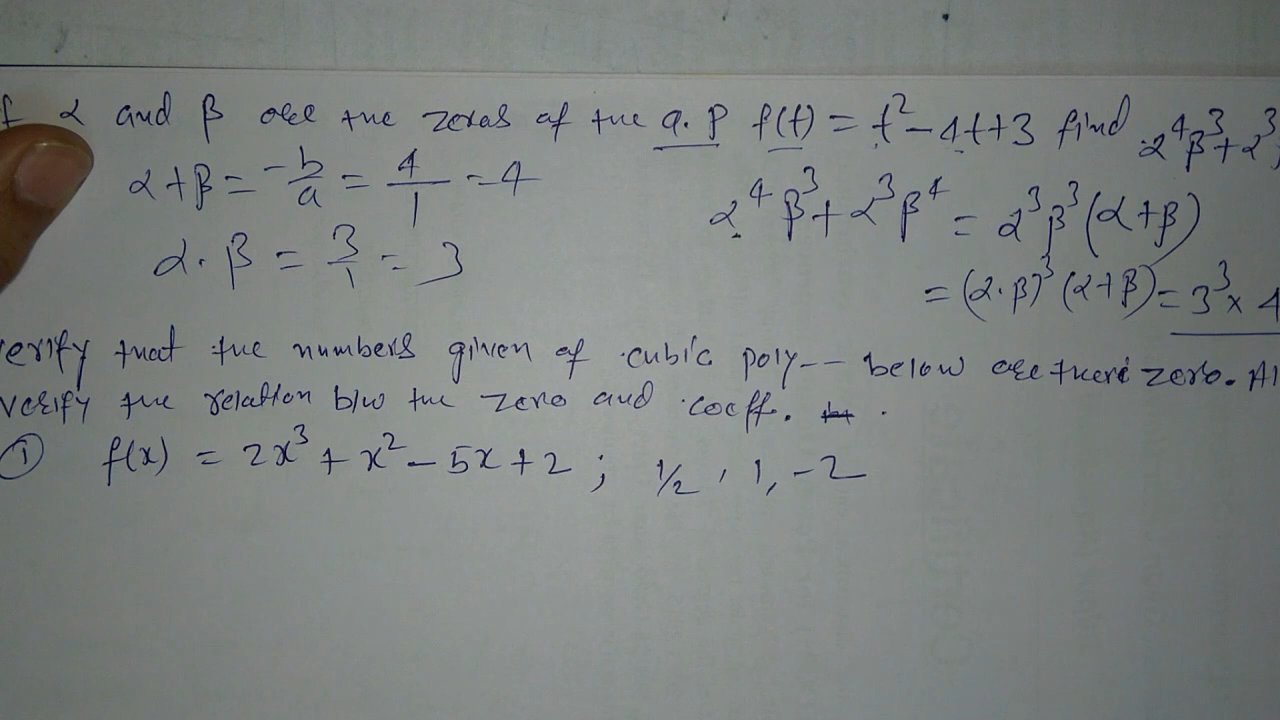 f α and β are the zeros of the q. p f(t) = t² - 4t+3 find α⁴β³+α³
α+β = -b/a = 4/1 = 4
α⁴β³+α³β⁴ = α³β³(α+β)
α.β = 3/1 = 3
= (α.β)³(α+β) = 3³ x 4
erify that the numbers given of cubic poly-- below are there zero. Al
verify the relation b/w the zero and coeff.
① f(x) = 2x³ + x² - 5x + 2 ; 1/2 , 1, -2